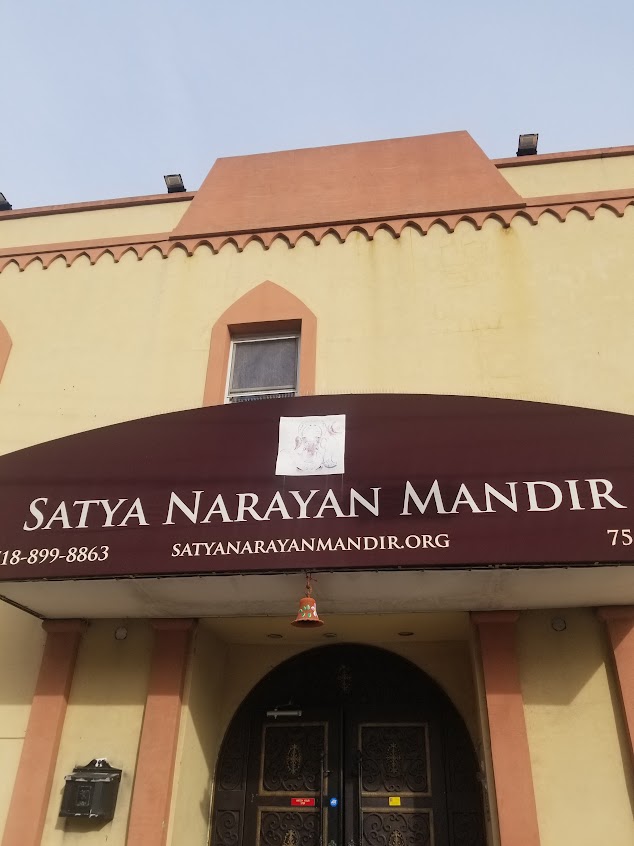 SATYA NARAYAN MANDIR
18-899-8863
SATYANARAYANMANDIR.ORG
75